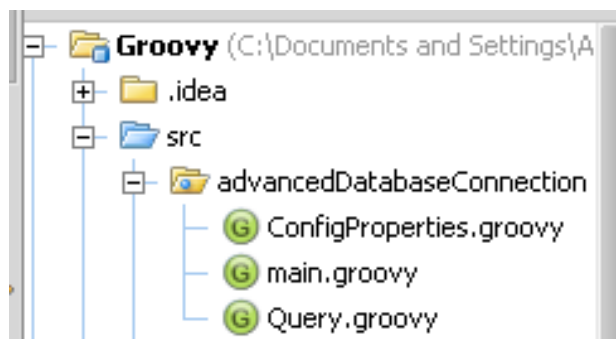 Groovy (C:\Documents and Settings\A
.idea
src
advancedDatabaseConnection
G ConfigProperties.groovy
G main.groovy
G Query.groovy